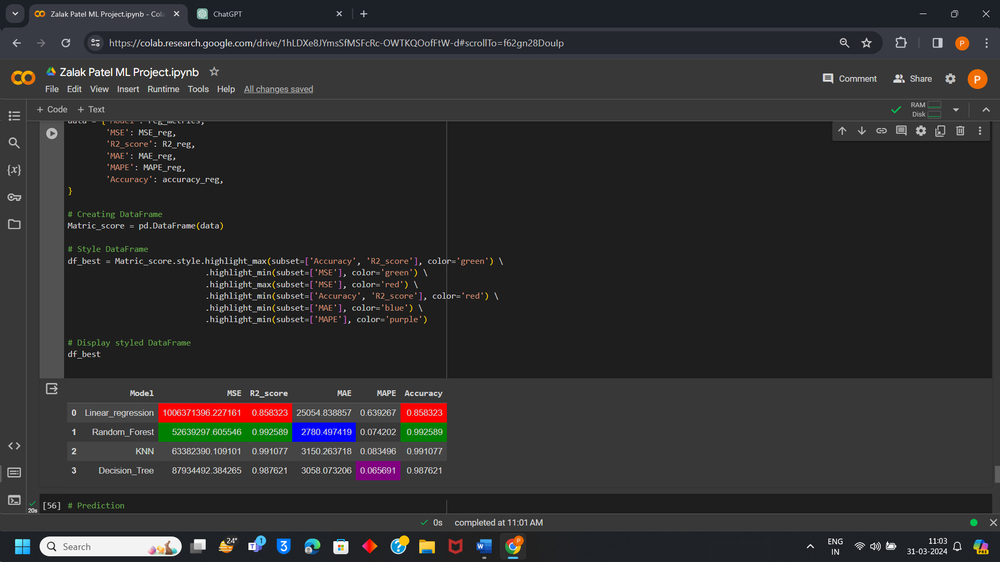 Zalak Patel ML Project.ipynb - Cola
ChatGPT
https://colab.research.google.com/drive/1hLDXe8JYmsSfMSFcRc-OWTKQOofFtW-d#scrollTo=f62gn28DouIp
P
Zalak Patel ML Project.ipynb
File Edit View Insert Runtime Tools Help All changes saved
Comment Share P
+ Code + Text
RAM
Disk
data = {'Model': reg_metrics,
'MSE': MSE_reg,
'R2_score': R2_reg,
'MAE': MAE_reg,
'MAPE': MAPE_reg,
'Accuracy': accuracy_reg,
}
# Creating DataFrame
Matric_score = pd.DataFrame(data)
# Style DataFrame
df_best = Matric_score.style.highlight_max(subset=['Accuracy', 'R2_score'], color='green') \
.highlight_min(subset=['MSE'], color='green') \
.highlight_max(subset=['MSE'], color='red') \
.highlight_min(subset=['Accuracy', 'R2_score'], color='red') \
.highlight_min(subset=['MAE'], color='blue') \
.highlight_min(subset=['MAPE'], color='purple')
# Display styled DataFrame
df_best
Model MSE R2_score MAE MAPE Accuracy
0 Linear_regression 1006371396.227161 0.858323 25054.838857 0.639267 0.858323
1 Random_Forest 52639297.605546 0.992589 2780.497419 0.074202 0.992589
2 KNN 63382390.109101 0.991077 3150.263718 0.083496 0.991077
3 Decision_Tree 87934492.384265 0.987621 3058.073206 0.065691 0.987621
20s [56] # Prediction
0s completed at 11:01 AM
Search
24°
1
ENG
IN
11:03
31-03-2024
PRE